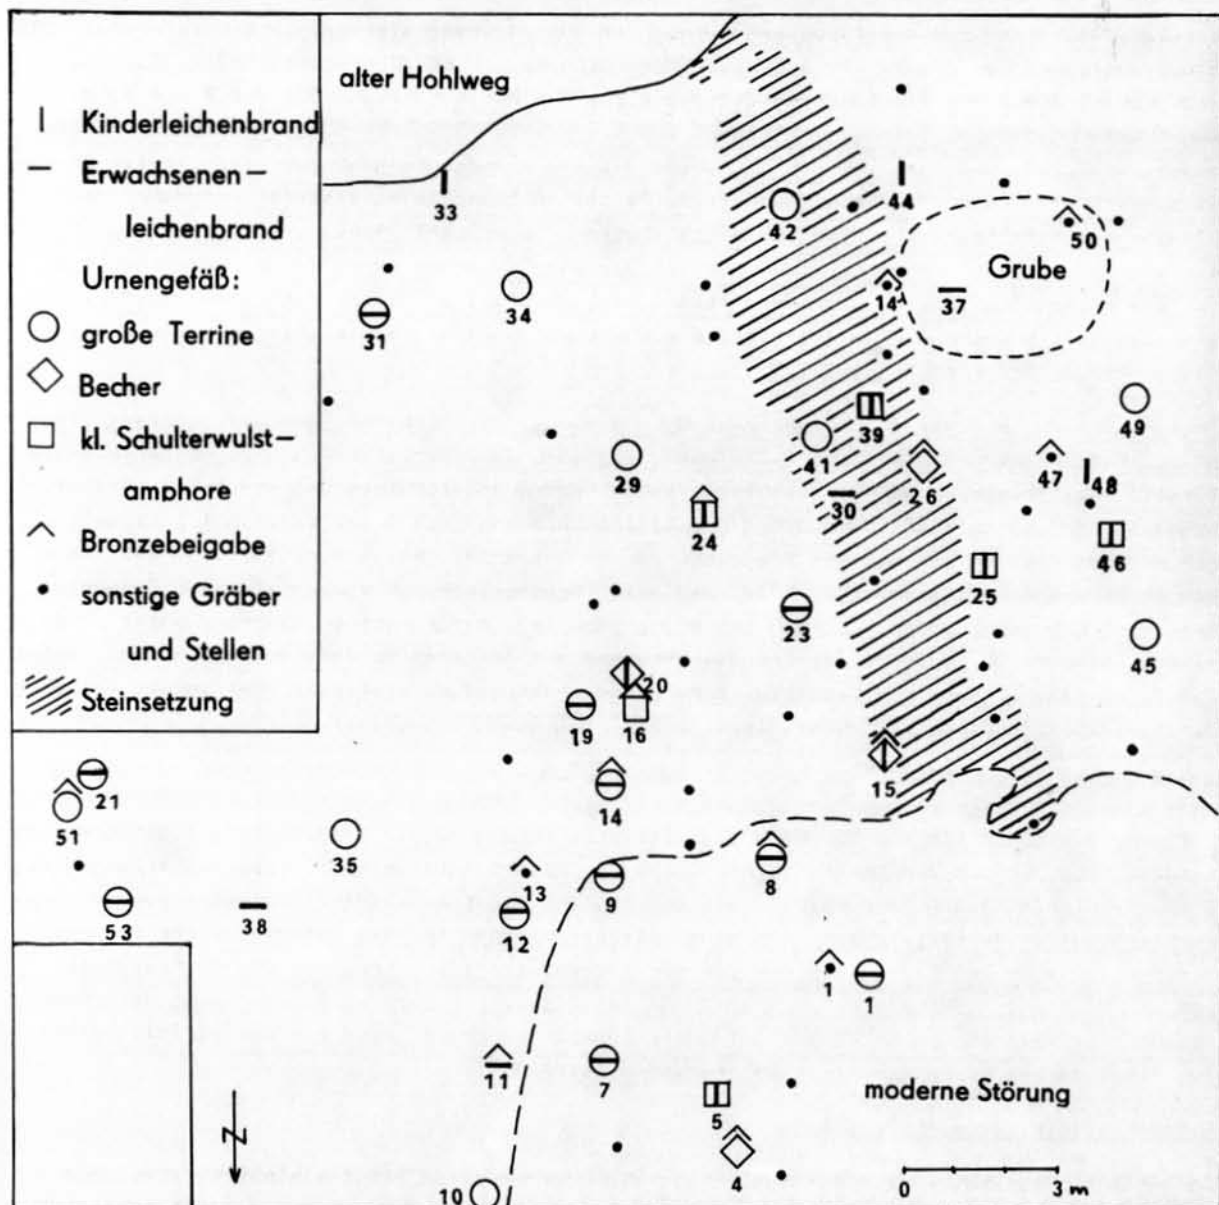 alter Hohlweg
Kinderleichenbrand
Erwachsenen—
leichenbrand
Urnengefäß:
große Terrine
Becher
kl. Schulterwulst—
amphore
Bronzebeigabe
sonstige Gräber
und Stellen
Steinsetzung
33
44
42
50
Grube
34
14
37
31
49
39
41
29
47
48
26
30
24
46
25
23
45
20
19
16
15
21
14
51
35
8
13
9
53
38
12
1
1
11
7
moderne Störung
5
4
10
N
0
3 m